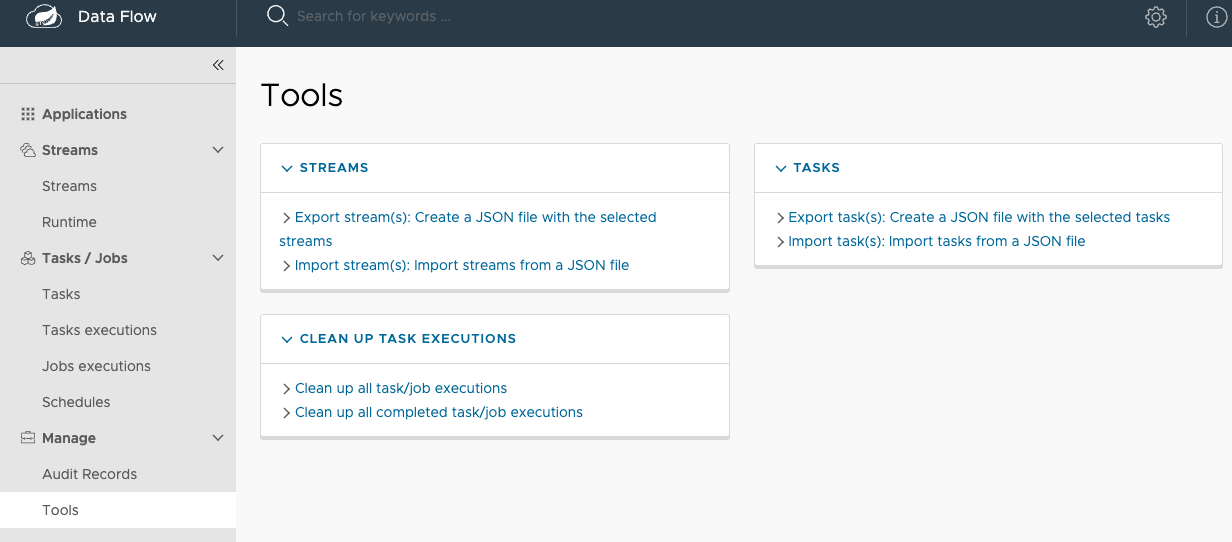 Data Flow
Search for keywords ...
Applications
Streams
Streams
Runtime
Tasks / Jobs
Tasks
Tasks executions
Jobs executions
Schedules
Manage
Audit Records
Tools
Tools
STREAMS
Export stream(s): Create a JSON file with the selected
streams
Import stream(s): Import streams from a JSON file
TASKS
Export task(s): Create a JSON file with the selected tasks
Import task(s): Import tasks from a JSON file
CLEAN UP TASK EXECUTIONS
Clean up all task/job executions
Clean up all completed task/job executions